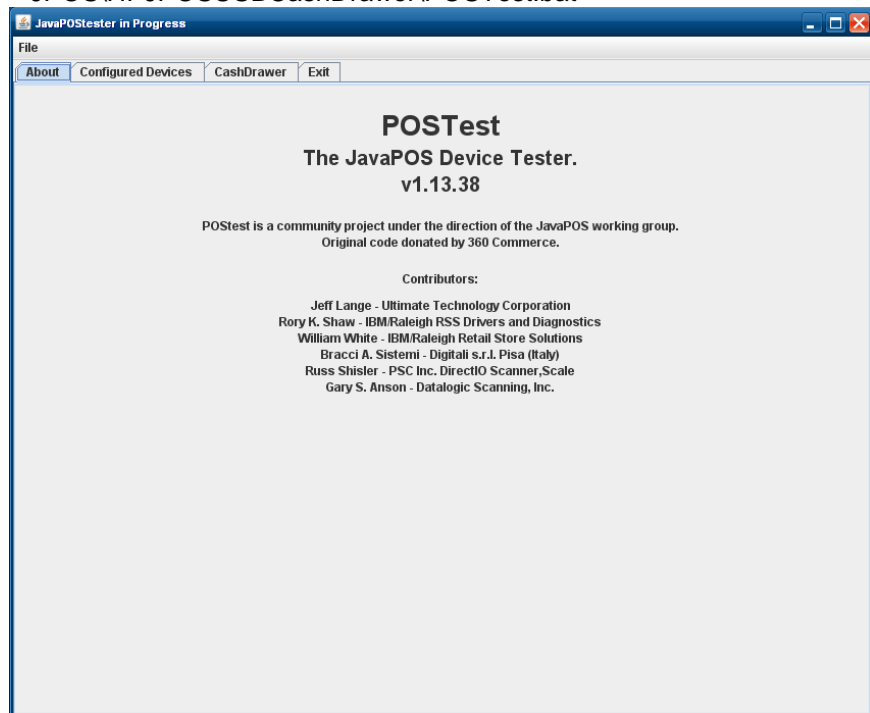 JavaPOStester in Progress
File
About Configured Devices CashDrawer Exit
POSTest
The JavaPOS Device Tester.
v1.13.38
POStest is a community project under the direction of the JavaPOS working group.
Original code donated by 360 Commerce.
Contributors:
Jeff Lange - Ultimate Technology Corporation
Rory K. Shaw - IBM/Raleigh RSS Drivers and Diagnostics
William White - IBM/Raleigh Retail Store Solutions
Bracci A. Sistemi - Digitali s.r.l. Pisa (Italy)
Russ Shisler - PSC Inc. DirectIO Scanner,Scale
Gary S. Anson - Datalogic Scanning, Inc.